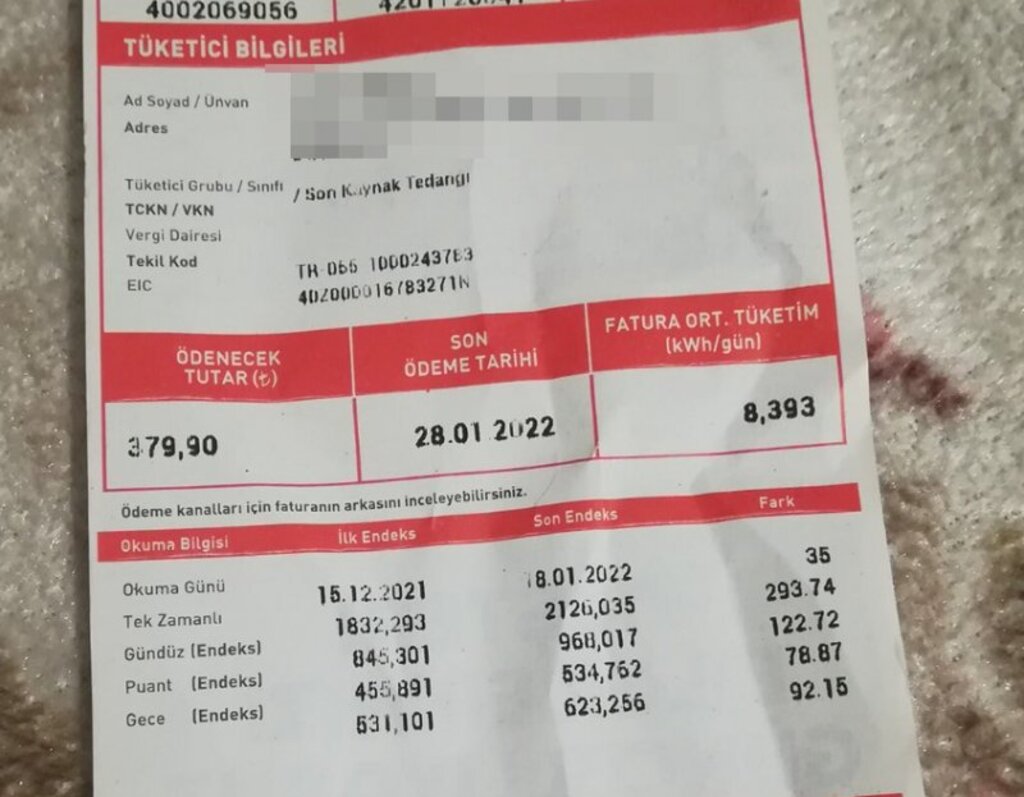 4002069056
TÜKETİCİ BİLGİLERİ
Ad Soyad / Ünvan
Adres
Tüketici Grubu / Sınıfı / Son Kaynak Tedariği
TCKN / VKN
Vergi Dairesi
Tekil Kod TR-066
EIC
ÖDENECEK TUTAR (₺) SON ÖDEME TARİHİ FATURA ORT. TÜKETİM (kWh/gün)
379,90 28.01.2022 8,393
Ödeme kanalları için faturanın arkasını inceleyebilirsiniz.
Okuma Bilgisi İlk Endeks Son Endeks Fark
Okuma Günü 15.12.2021 18.01.2022 35
Tek Zamanlı 1832,293 2126,035 293.74
Gündüz (Endeks) 845,301 968,017 122.72
Puant (Endeks) 455,891 534,762 78.87
Gece (Endeks) 531,101 623,256 92.15